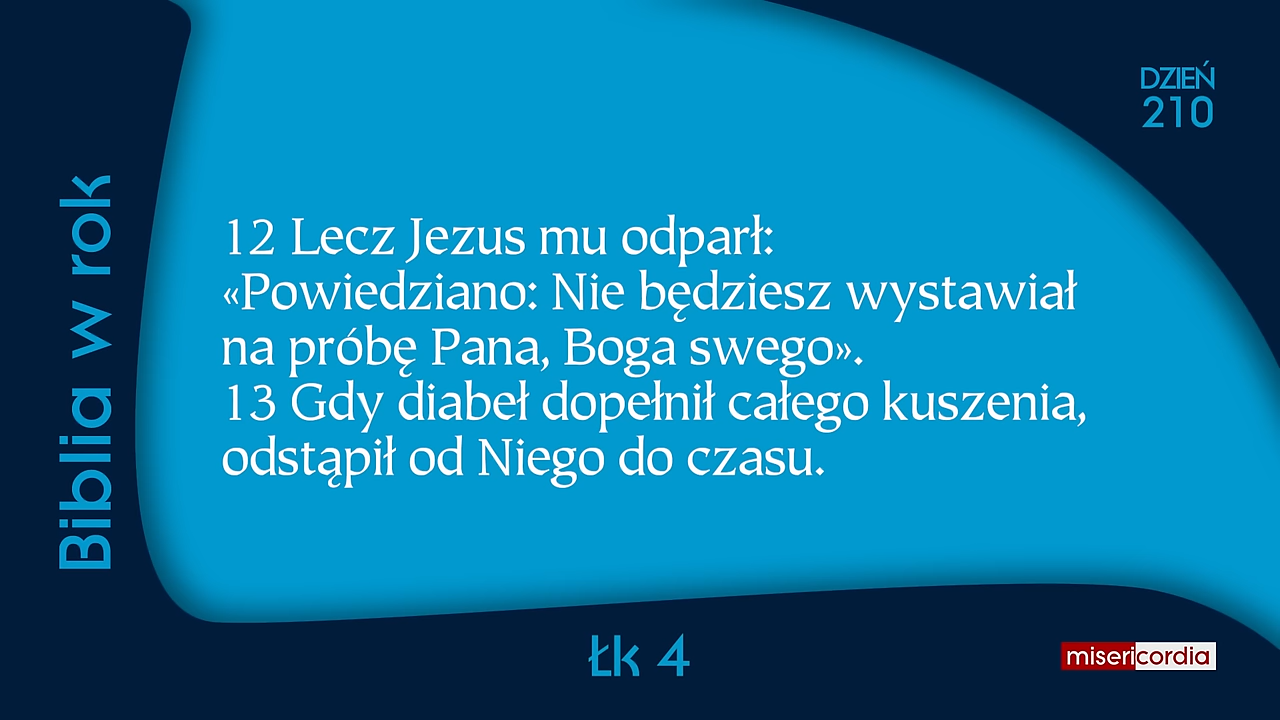 DZIEŃ
210
Biblia w rok
12 Lecz Jezus mu odparł:
«Powiedziano: Nie będziesz wystawiał
na próbę Pana, Boga swego».
13 Gdy diabeł dopełnił całego kuszenia,
odstąpił od Niego do czasu.
Łk 4
misericordia